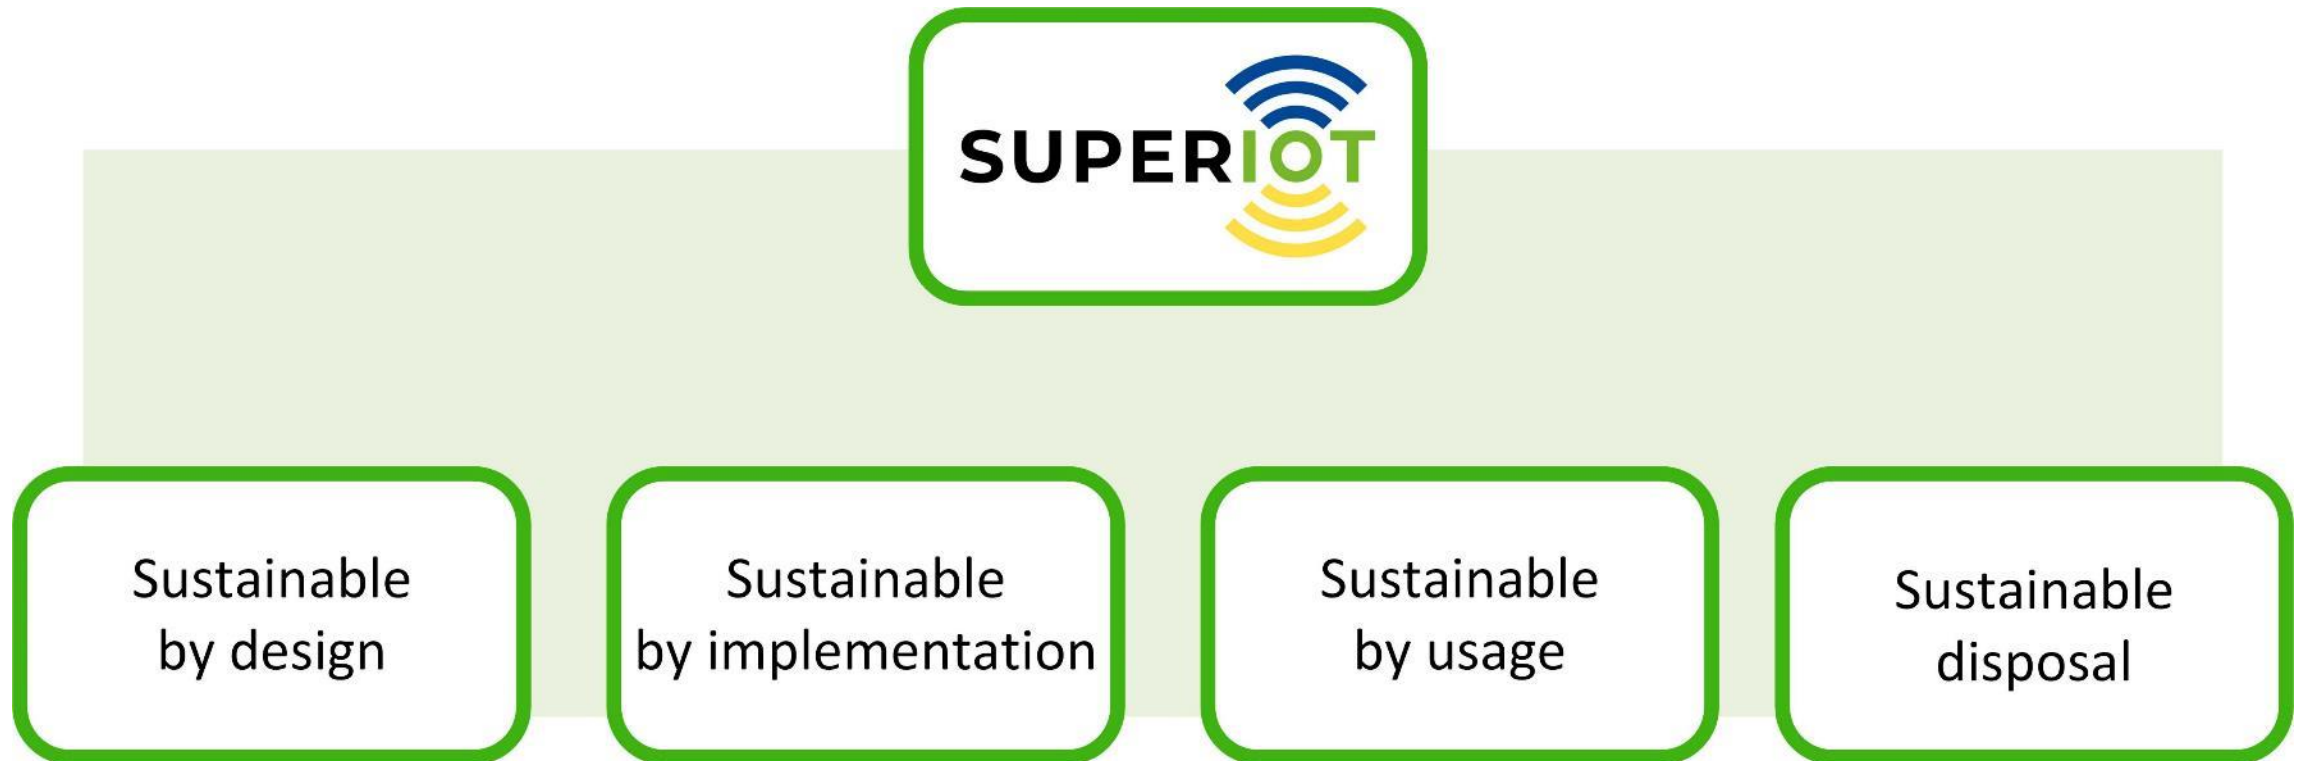 SUPERIOT
Sustainable
by design
Sustainable
by implementation
Sustainable
by usage
Sustainable
disposal